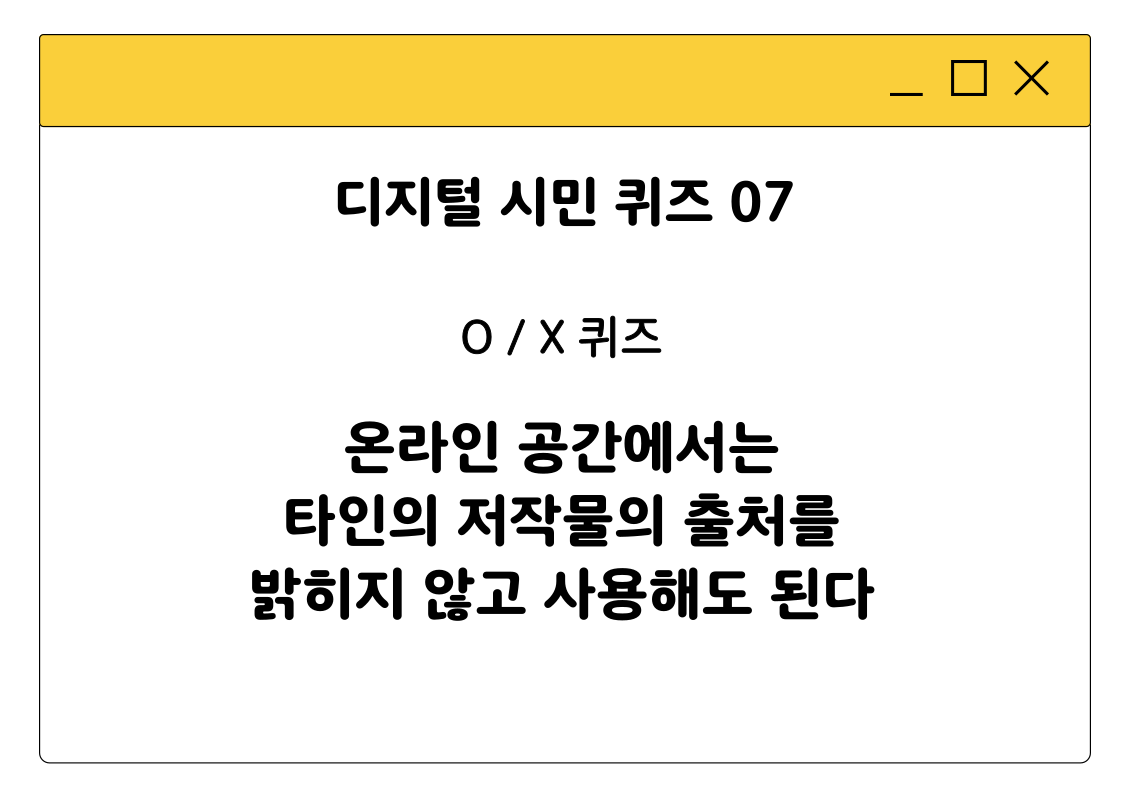 디지털 시민 퀴즈 07
O / X 퀴즈
온라인 공간에서는
타인의 저작물의 출처를
밝히지 않고 사용해도 된다